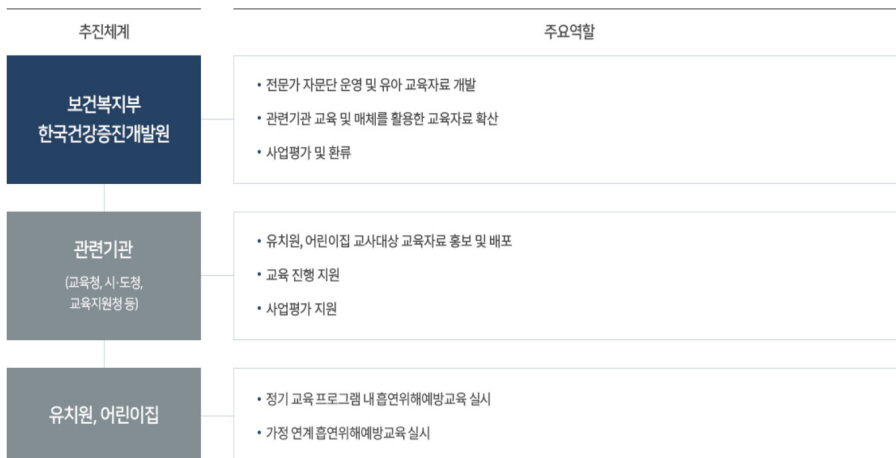 추진체계
주요역할
보건복지부
한국건강증진개발원
• 전문가 자문단 운영 및 유아 교육자료 개발
• 관련기관 교육 및 매체를 활용한 교육자료 확산
• 사업평가 및 환류
관련기관
(교육청, 시·도청,
교육지원청 등)
• 유치원, 어린이집 교사대상 교육자료 홍보 및 배포
• 교육 진행 지원
• 사업평가 지원
유치원, 어린이집
• 정기 교육 프로그램 내 흡연위해예방교육 실시
• 가정 연계 흡연위해예방교육 실시